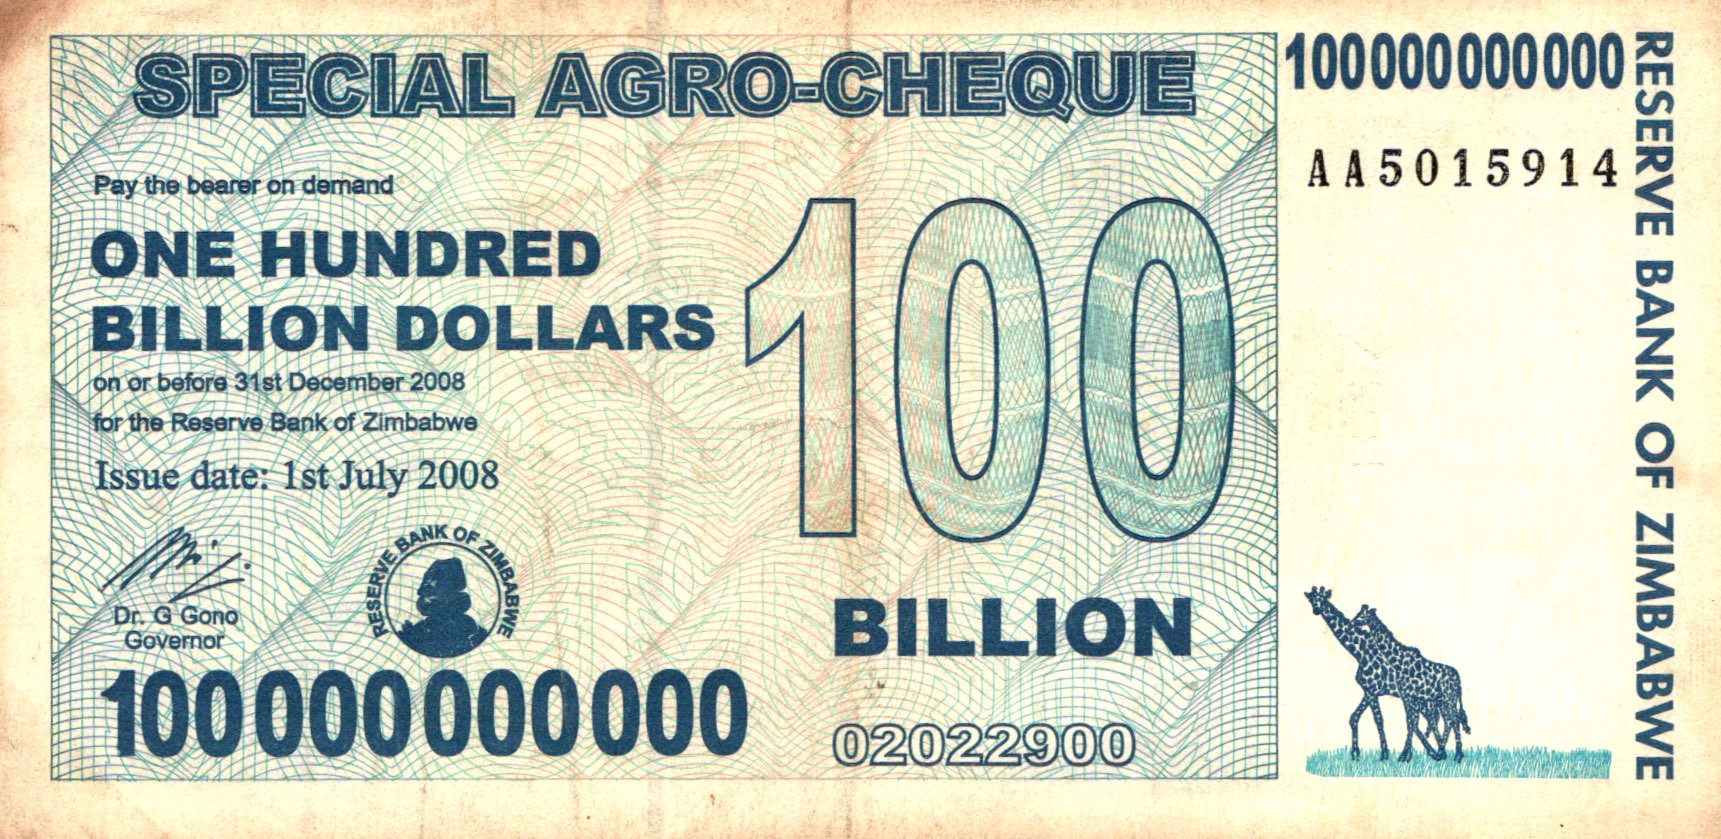 SPECIAL AGRO-CHEQUE
100000000000
AA5015914
RESERVE BANK OF ZIMBABWE
Pay the bearer on demand
ONE HUNDRED
BILLION DOLLARS
on or before 31st December 2008
for the Reserve Bank of Zimbabwe
Issue date: 1st July 2008
100
BILLION
RESERVE BANK OF ZIMBABWE
Dr. G Gono
Governor
100 000 000 000
02022900